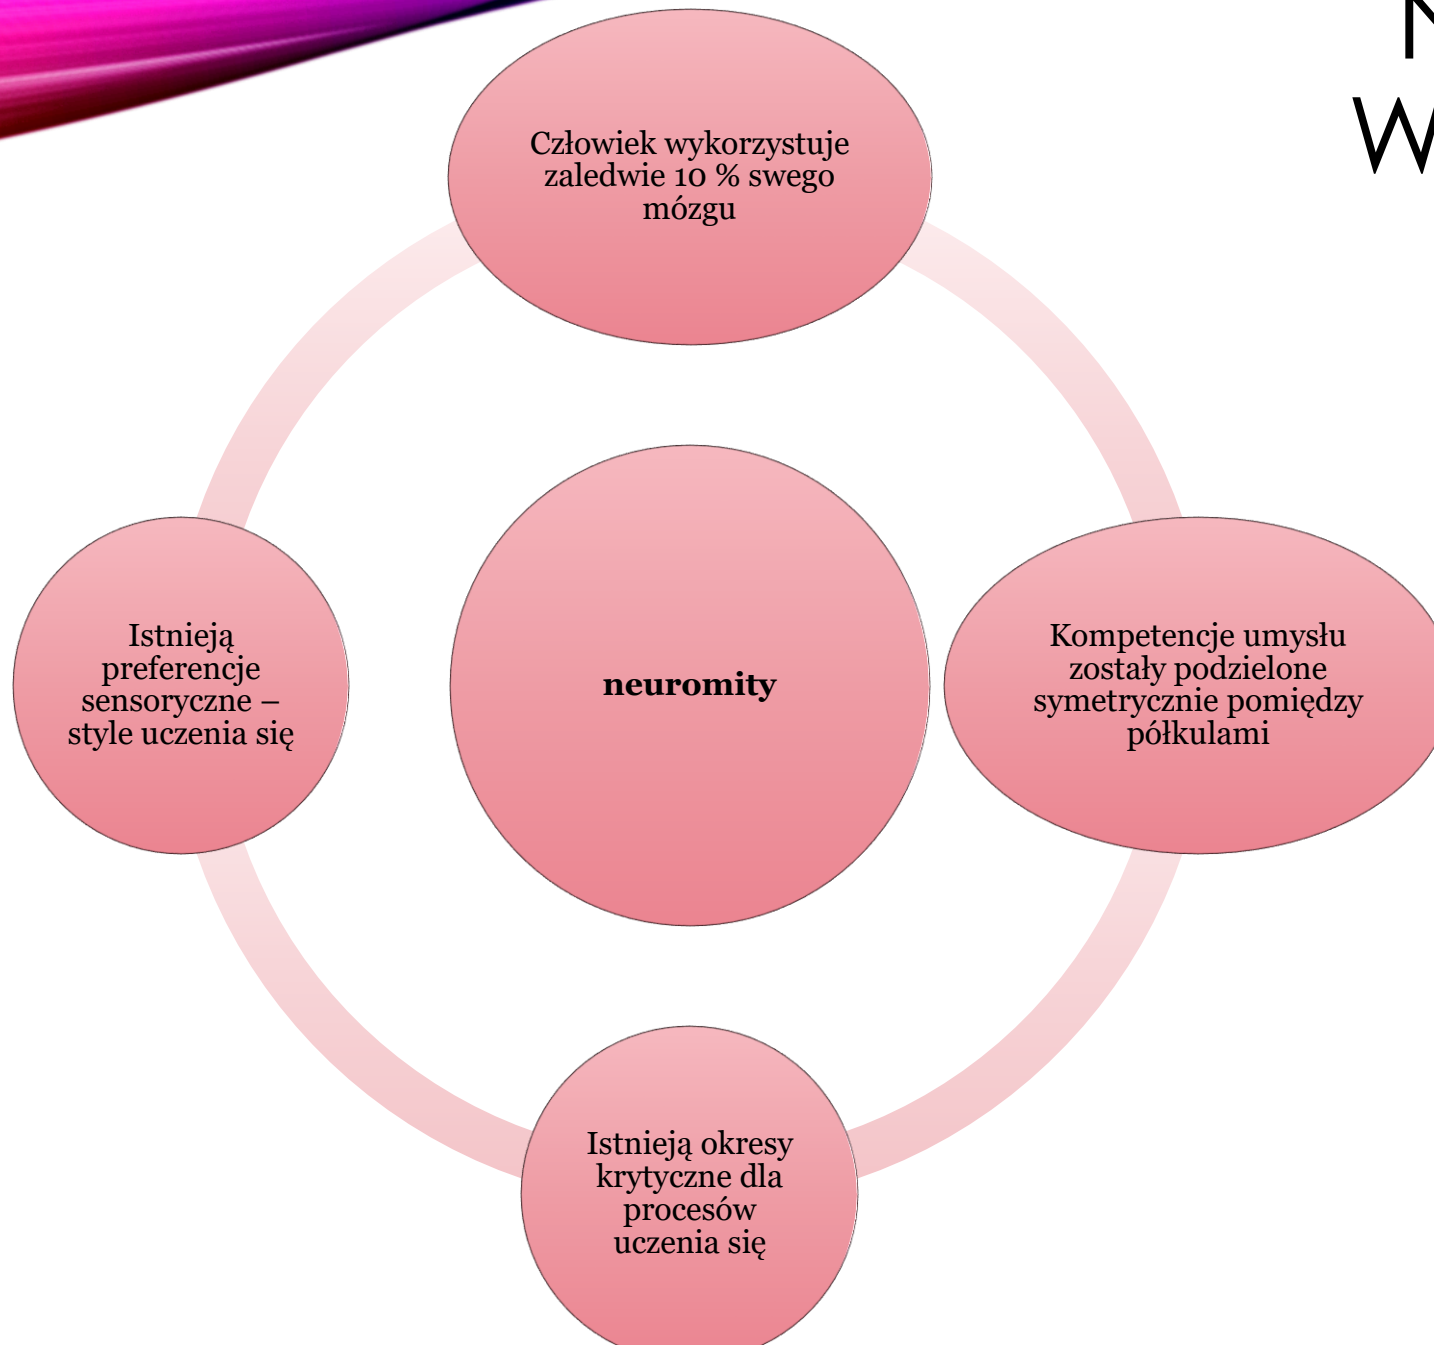 Człowiek wykorzystuje
zaledwie 10 % swego
mózgu
Istnieją
preferencje
sensoryczne –
style uczenia się
neuromity
Kompetencje umysłu
zostały podzielone
symetrycznie pomiędzy
półkulami
Istnieją okresy
krytyczne dla
procesów
uczenia się